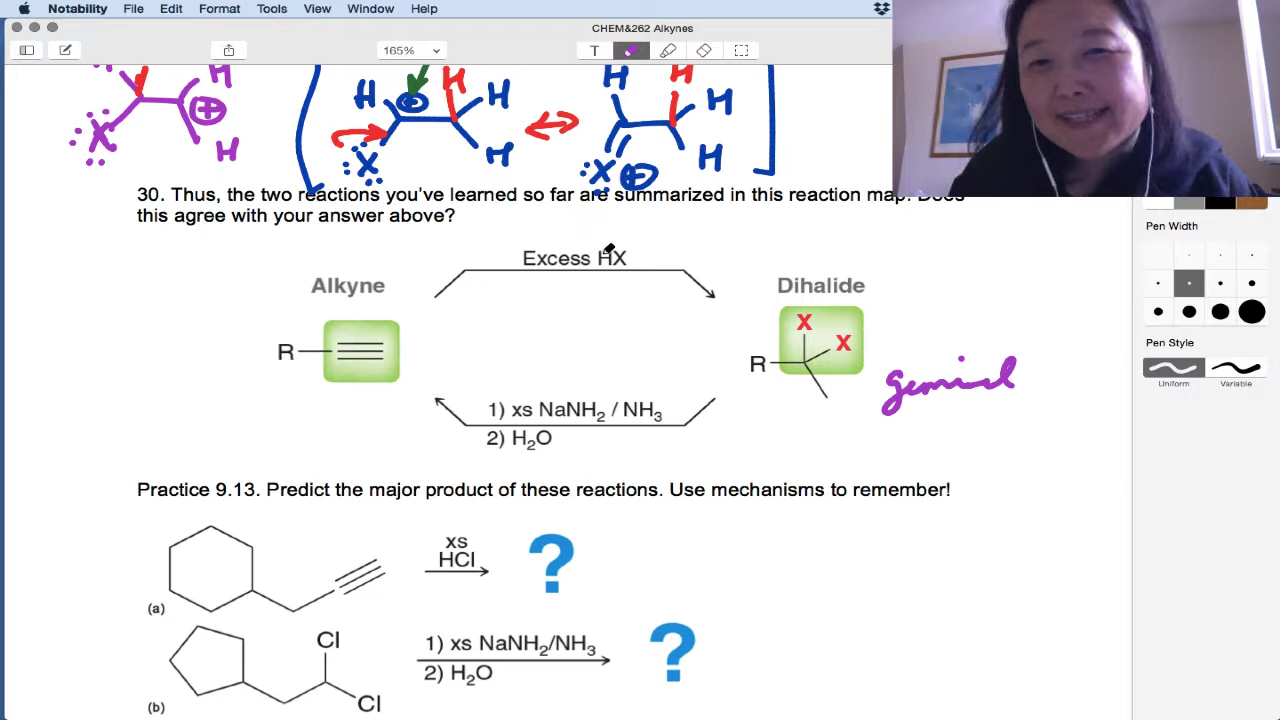 Notability File Edit Format Tools View Window Help
CHEM&262 Alkynes
165%
T
H
H H H H H
X H X H
H
30. Thus, the two reactions you've learned so far are summarized in this reaction map. Does
this agree with your answer above?
Pen Width
Excess HX
Alkyne
Dihalide
X
X
R
R
Pen Style
Uniform Variable
geminal
1) xs NaNH2 / NH3
2) H2O
Practice 9.13. Predict the major product of these reactions. Use mechanisms to remember!
xs
HCl
?
(a)
Cl
Cl
1) xs NaNH2/NH3
2) H2O
?
(b)